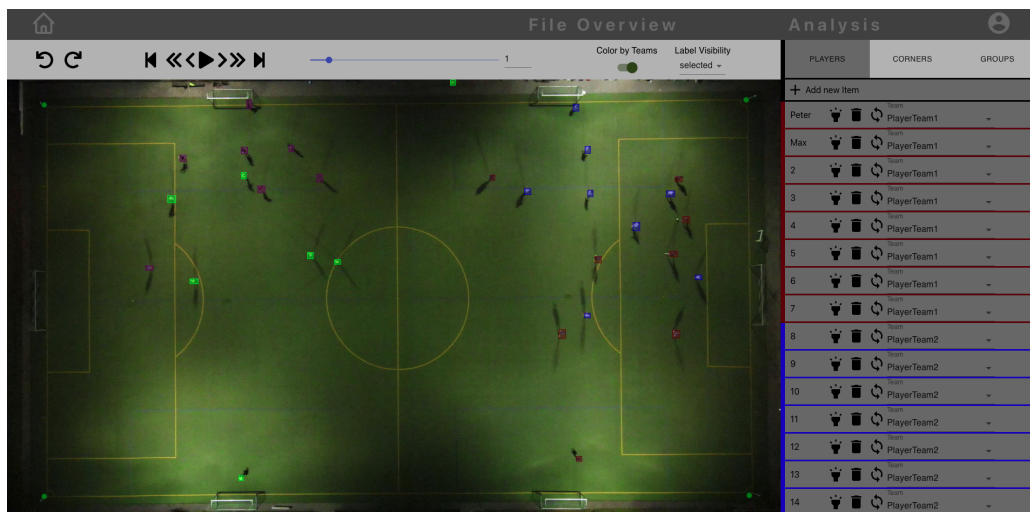 File Overview Analysis
1
Color by Teams
Label Visibility
selected
PLAYERS CORNERS GROUPS
+ Add new Item
Peter Team PlayerTeam1
Max Team PlayerTeam1
2 Team PlayerTeam1
3 Team PlayerTeam1
4 Team PlayerTeam1
5 Team PlayerTeam1
6 Team PlayerTeam1
7 Team PlayerTeam1
8 Team PlayerTeam2
9 Team PlayerTeam2
10 Team PlayerTeam2
11 Team PlayerTeam2
12 Team PlayerTeam2
13 Team PlayerTeam2
14 Team PlayerTeam2